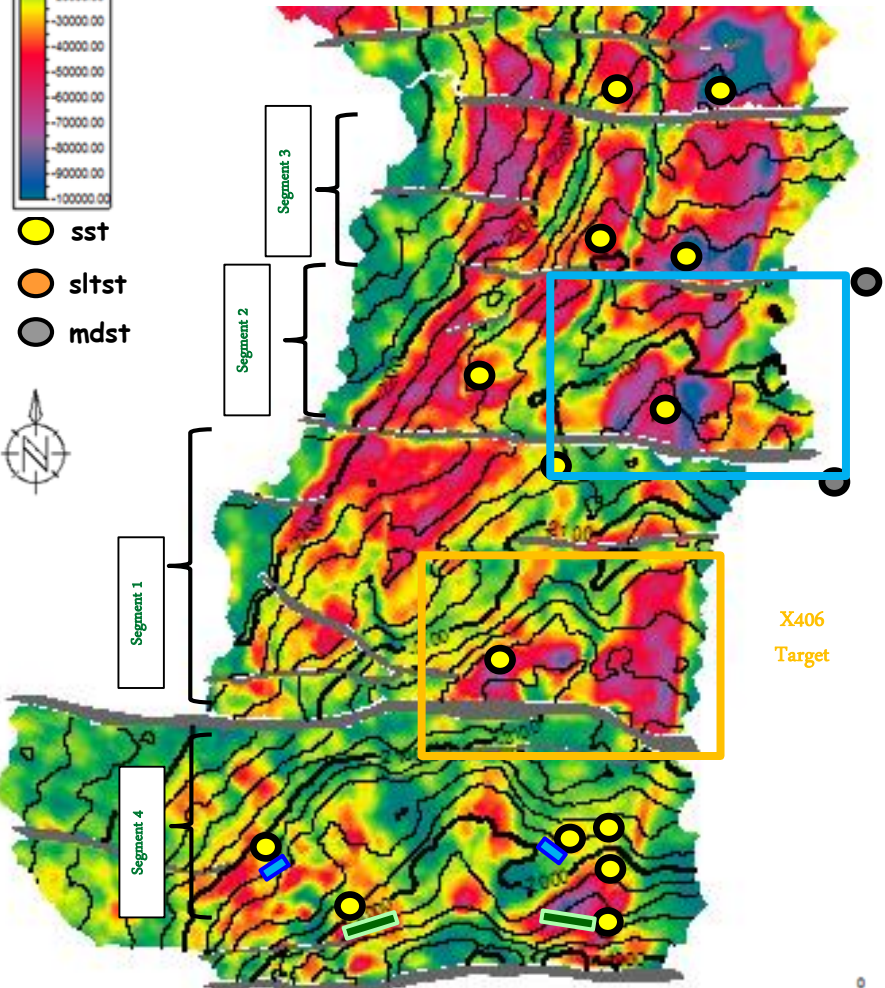 -30000.00
-40000.00
-50000.00
-60000.00
-70000.00
-80000.00
-90000.00
-100000.00
sst
sltst
mdst
N
Segment 3
Segment 2
Segment 1
Segment 4
X406
Target
0